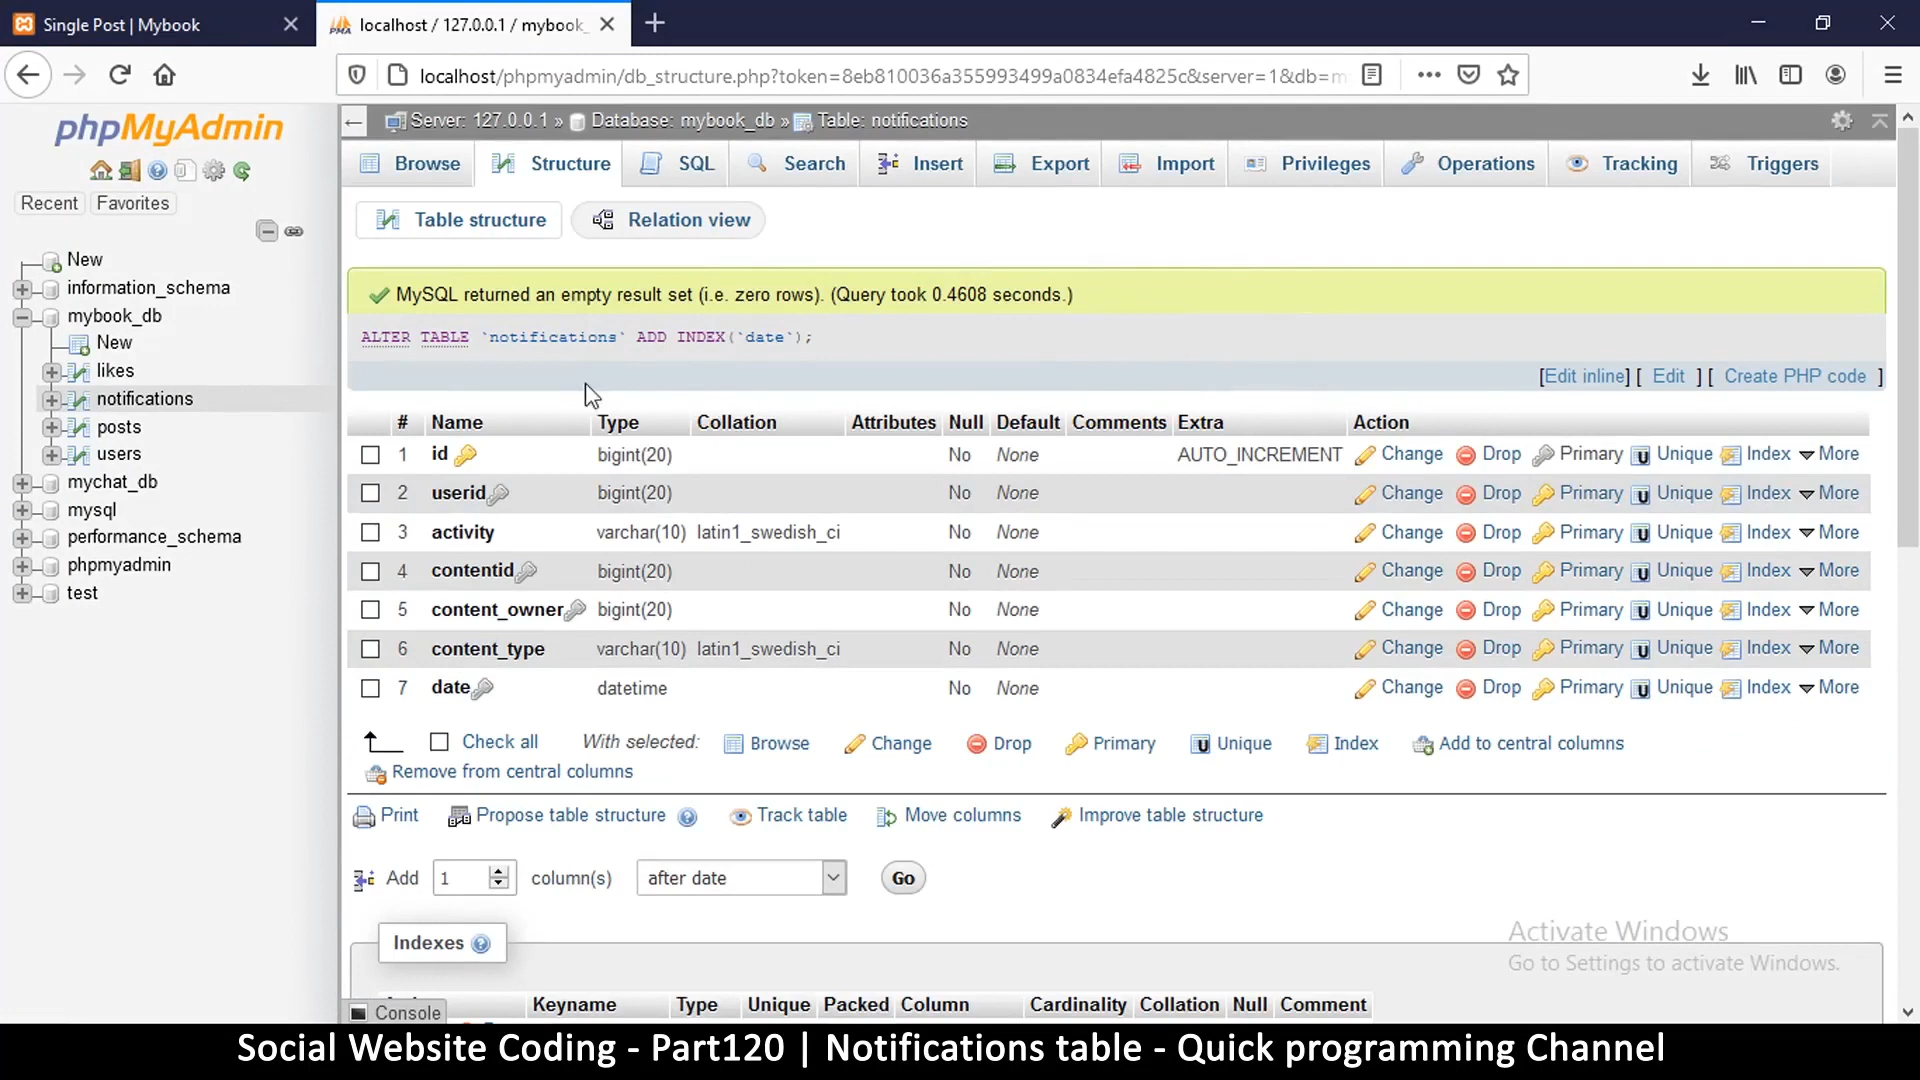 Single Post | Mybook
localhost / 127.0.0.1 / mybook_
localhost/phpmyadmin/db_structure.php?token=8eb810036a355993499a0834efa4825c&server=1&db=m
phpMyAdmin
Recent Favorites
New
information_schema
mybook_db
New
likes
notifications
posts
users
mychat_db
mysql
performance_schema
phpmyadmin
test
Server: 127.0.0.1 » Database: mybook_db » Table: notifications
Browse Structure SQL Search Insert Export Import Privileges Operations Tracking Triggers
Table structure Relation view
MySQL returned an empty result set (i.e. zero rows). (Query took 0.4608 seconds.)
ALTER TABLE `notifications` ADD INDEX(`date`);
[Edit inline] [ Edit ] [ Create PHP code ]
# Name Type Collation Attributes Null Default Comments Extra Action
1 id bigint(20) No None AUTO_INCREMENT Change Drop Primary Unique Index More
2 userid bigint(20) No None Change Drop Primary Unique Index More
3 activity varchar(10) latin1_swedish_ci No None Change Drop Primary Unique Index More
4 contentid bigint(20) No None Change Drop Primary Unique Index More
5 content_owner bigint(20) No None Change Drop Primary Unique Index More
6 content_type varchar(10) latin1_swedish_ci No None Change Drop Primary Unique Index More
7 date datetime No None Change Drop Primary Unique Index More
Check all With selected: Browse Change Drop Primary Unique Index Add to central columns
Remove from central columns
Print Propose table structure Track table Move columns Improve table structure
Add 1 column(s) after date Go
Indexes
Activate Windows
Go to Settings to activate Windows.
Keyname Type Unique Packed Column Cardinality Collation Null Comment
Console
Social Website Coding - Part120 | Notifications table - Quick programming Channel